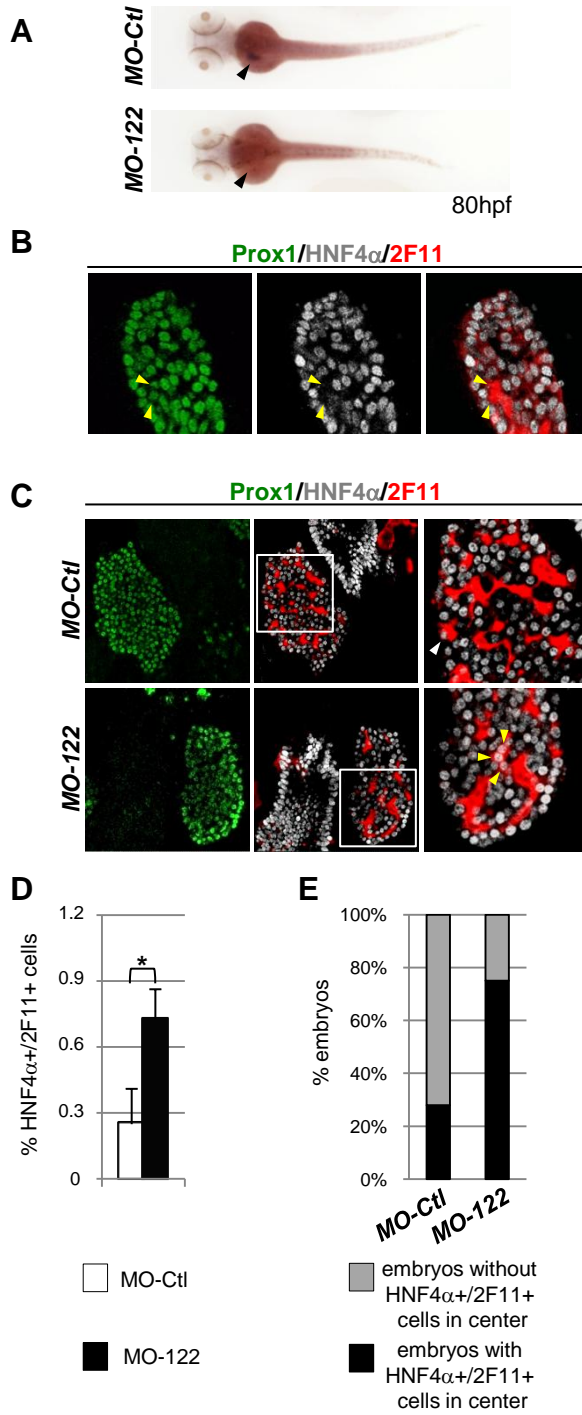 A
MO-Ctl
MO-122
80hpf
B
Prox1/HNF4α/2F11
C
Prox1/HNF4α/2F11
MO-Ctl
MO-122
D
% HNF4α+/2F11+ cells
1.2
0.9
0.6
0.3
0
*
MO-Ctl
MO-122
E
% embryos
100%
80%
60%
40%
20%
0%
MO-Ctl
MO-122
embryos without
HNF4α+/2F11+
cells in center
embryos with
HNF4α+/2F11+
cells in center